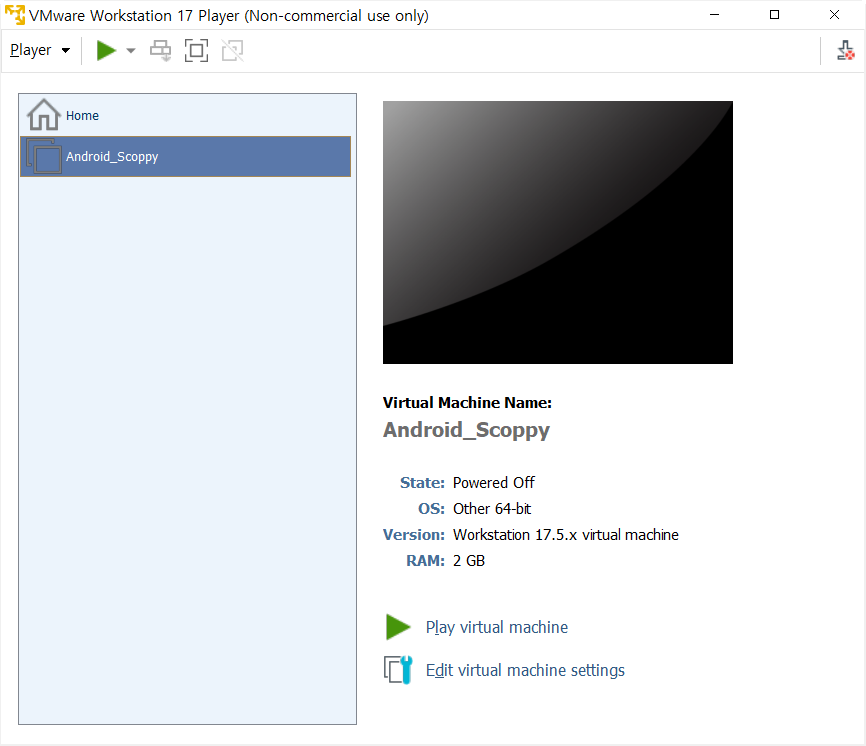 VMware Workstation 17 Player (Non-commercial use only)
Player
Home
Android_Scoppy
Virtual Machine Name:
Android_Scoppy
State: Powered Off
OS: Other 64-bit
Version: Workstation 17.5.x virtual machine
RAM: 2 GB
Play virtual machine
Edit virtual machine settings